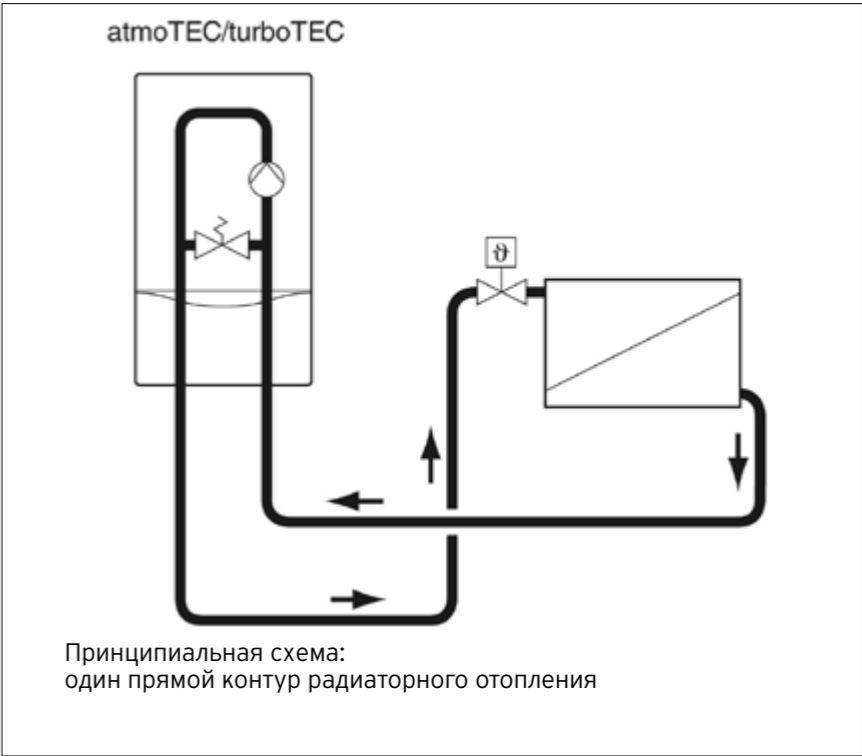 atmoTEC/turboTEC
ϑ
Принципиальная схема:
один прямой контур радиаторного отопления